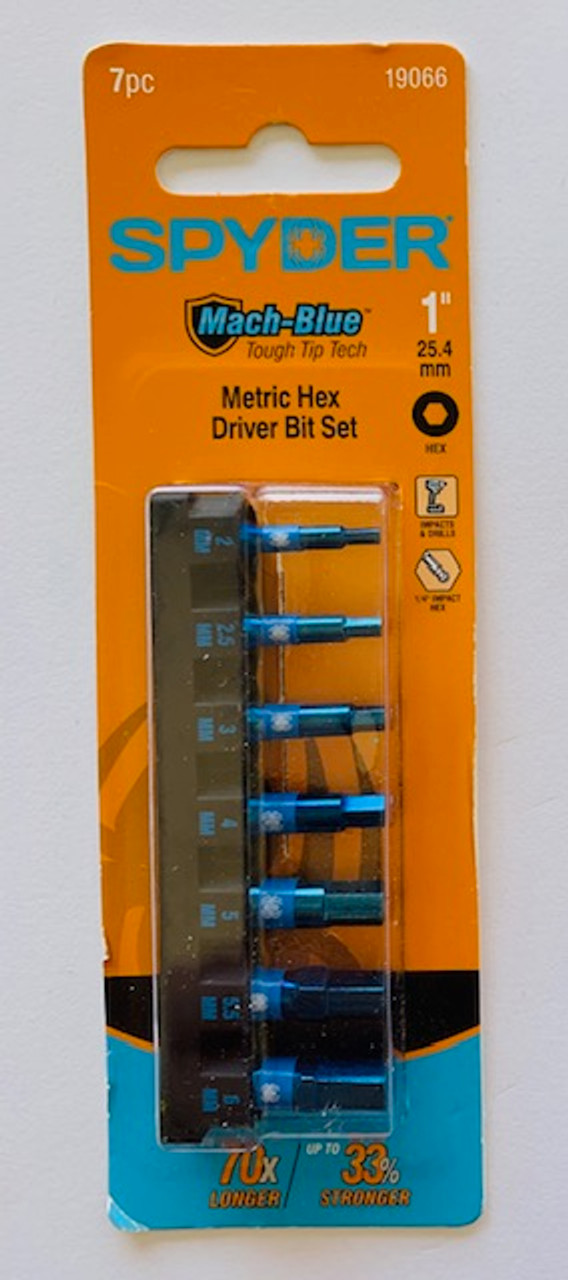 7pc
19066
SPYDER
Mach-Blue™
Tough Tip Tech
1"
25.4
mm
HEX
Metric Hex
Driver Bit Set
IMPACTS
& DRILLS
1/4" IMPACT
HEX
2
MM
2.5
MM
3
MM
4
MM
5
MM
5.5
MM
6
MM
70x
LONGER
UP TO
33%
STRONGER